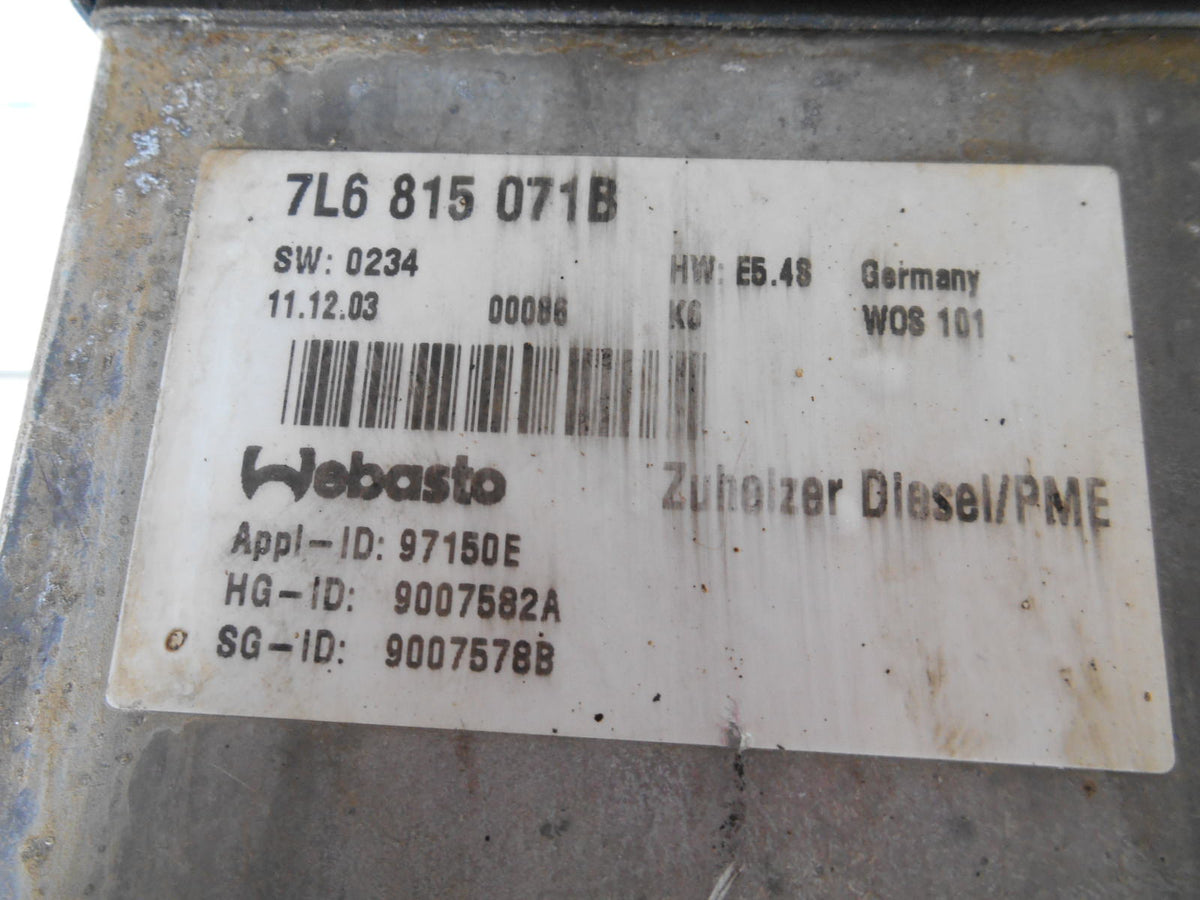 7L6 815 071B
SW: 0234 HW: E5.48 Germany
11.12.03 00086 WOS 101
Webasto
Zuheizer Diesel/PME
Appl-ID: 97150E
HG-ID: 9007582A
SG-ID: 9007578B